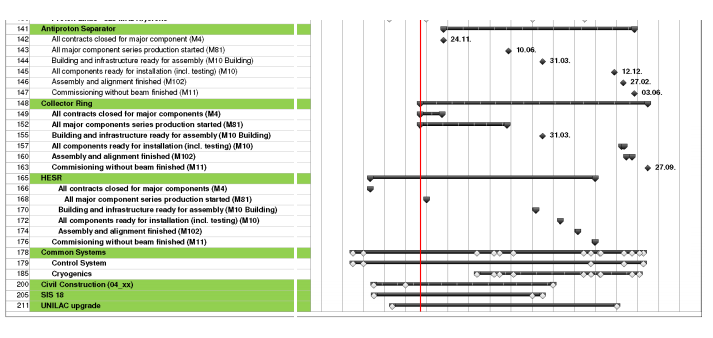 141 Antiproton Separator
142 All contracts closed for major component (M4) 24.11.
143 All major component series production started (M81) 10.06.
144 Building and infrastructure ready for assembly (M10 Building) 31.03.
145 All components ready for installation (incl. testing) (M10) 12.12.
146 Assembly and alignment finished (M102) 27.02.
147 Commissioning without beam finished (M11) 03.06.
148 Collector Ring
149 All contracts closed for major components (M4)
152 All major components series production started (M81)
155 Building and infrastructure ready for assembly (M10 Building) 31.03.
157 All components ready for installation (incl. testing) (M10)
160 Assembly and alignment finished (M102)
163 Commisioning without beam finished (M11) 27.09.
165 HESR
166 All contracts closed for major components (M4)
168 All major component series production started (M81)
170 Building and infrastructure ready for assembly (M10 Building)
172 All components ready for installation (incl. testing) (M10)
174 Assembly and alignment finished (M102)
176 Commisioning without beam finished (M11)
178 Common Systems
179 Control System
185 Cryogenics
200 Civil Construction (04_xx)
205 SIS 18
211 UNILAC upgrade